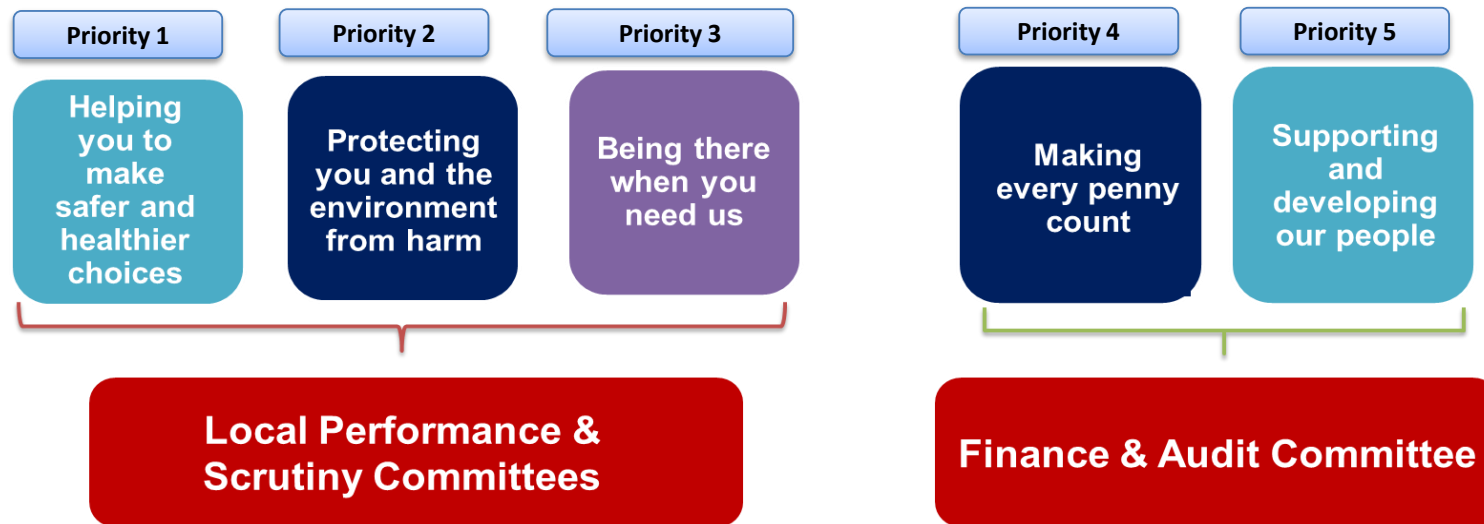 Priority 1
Priority 2
Priority 3
Priority 4
Priority 5
Helping
you to
make
safer and
healthier
choices
Protecting
you and the
environment
from harm
Being there
when you
need us
Making
every penny
count
Supporting
and
developing
our people
Local Performance &
Scrutiny Committees
Finance & Audit Committee